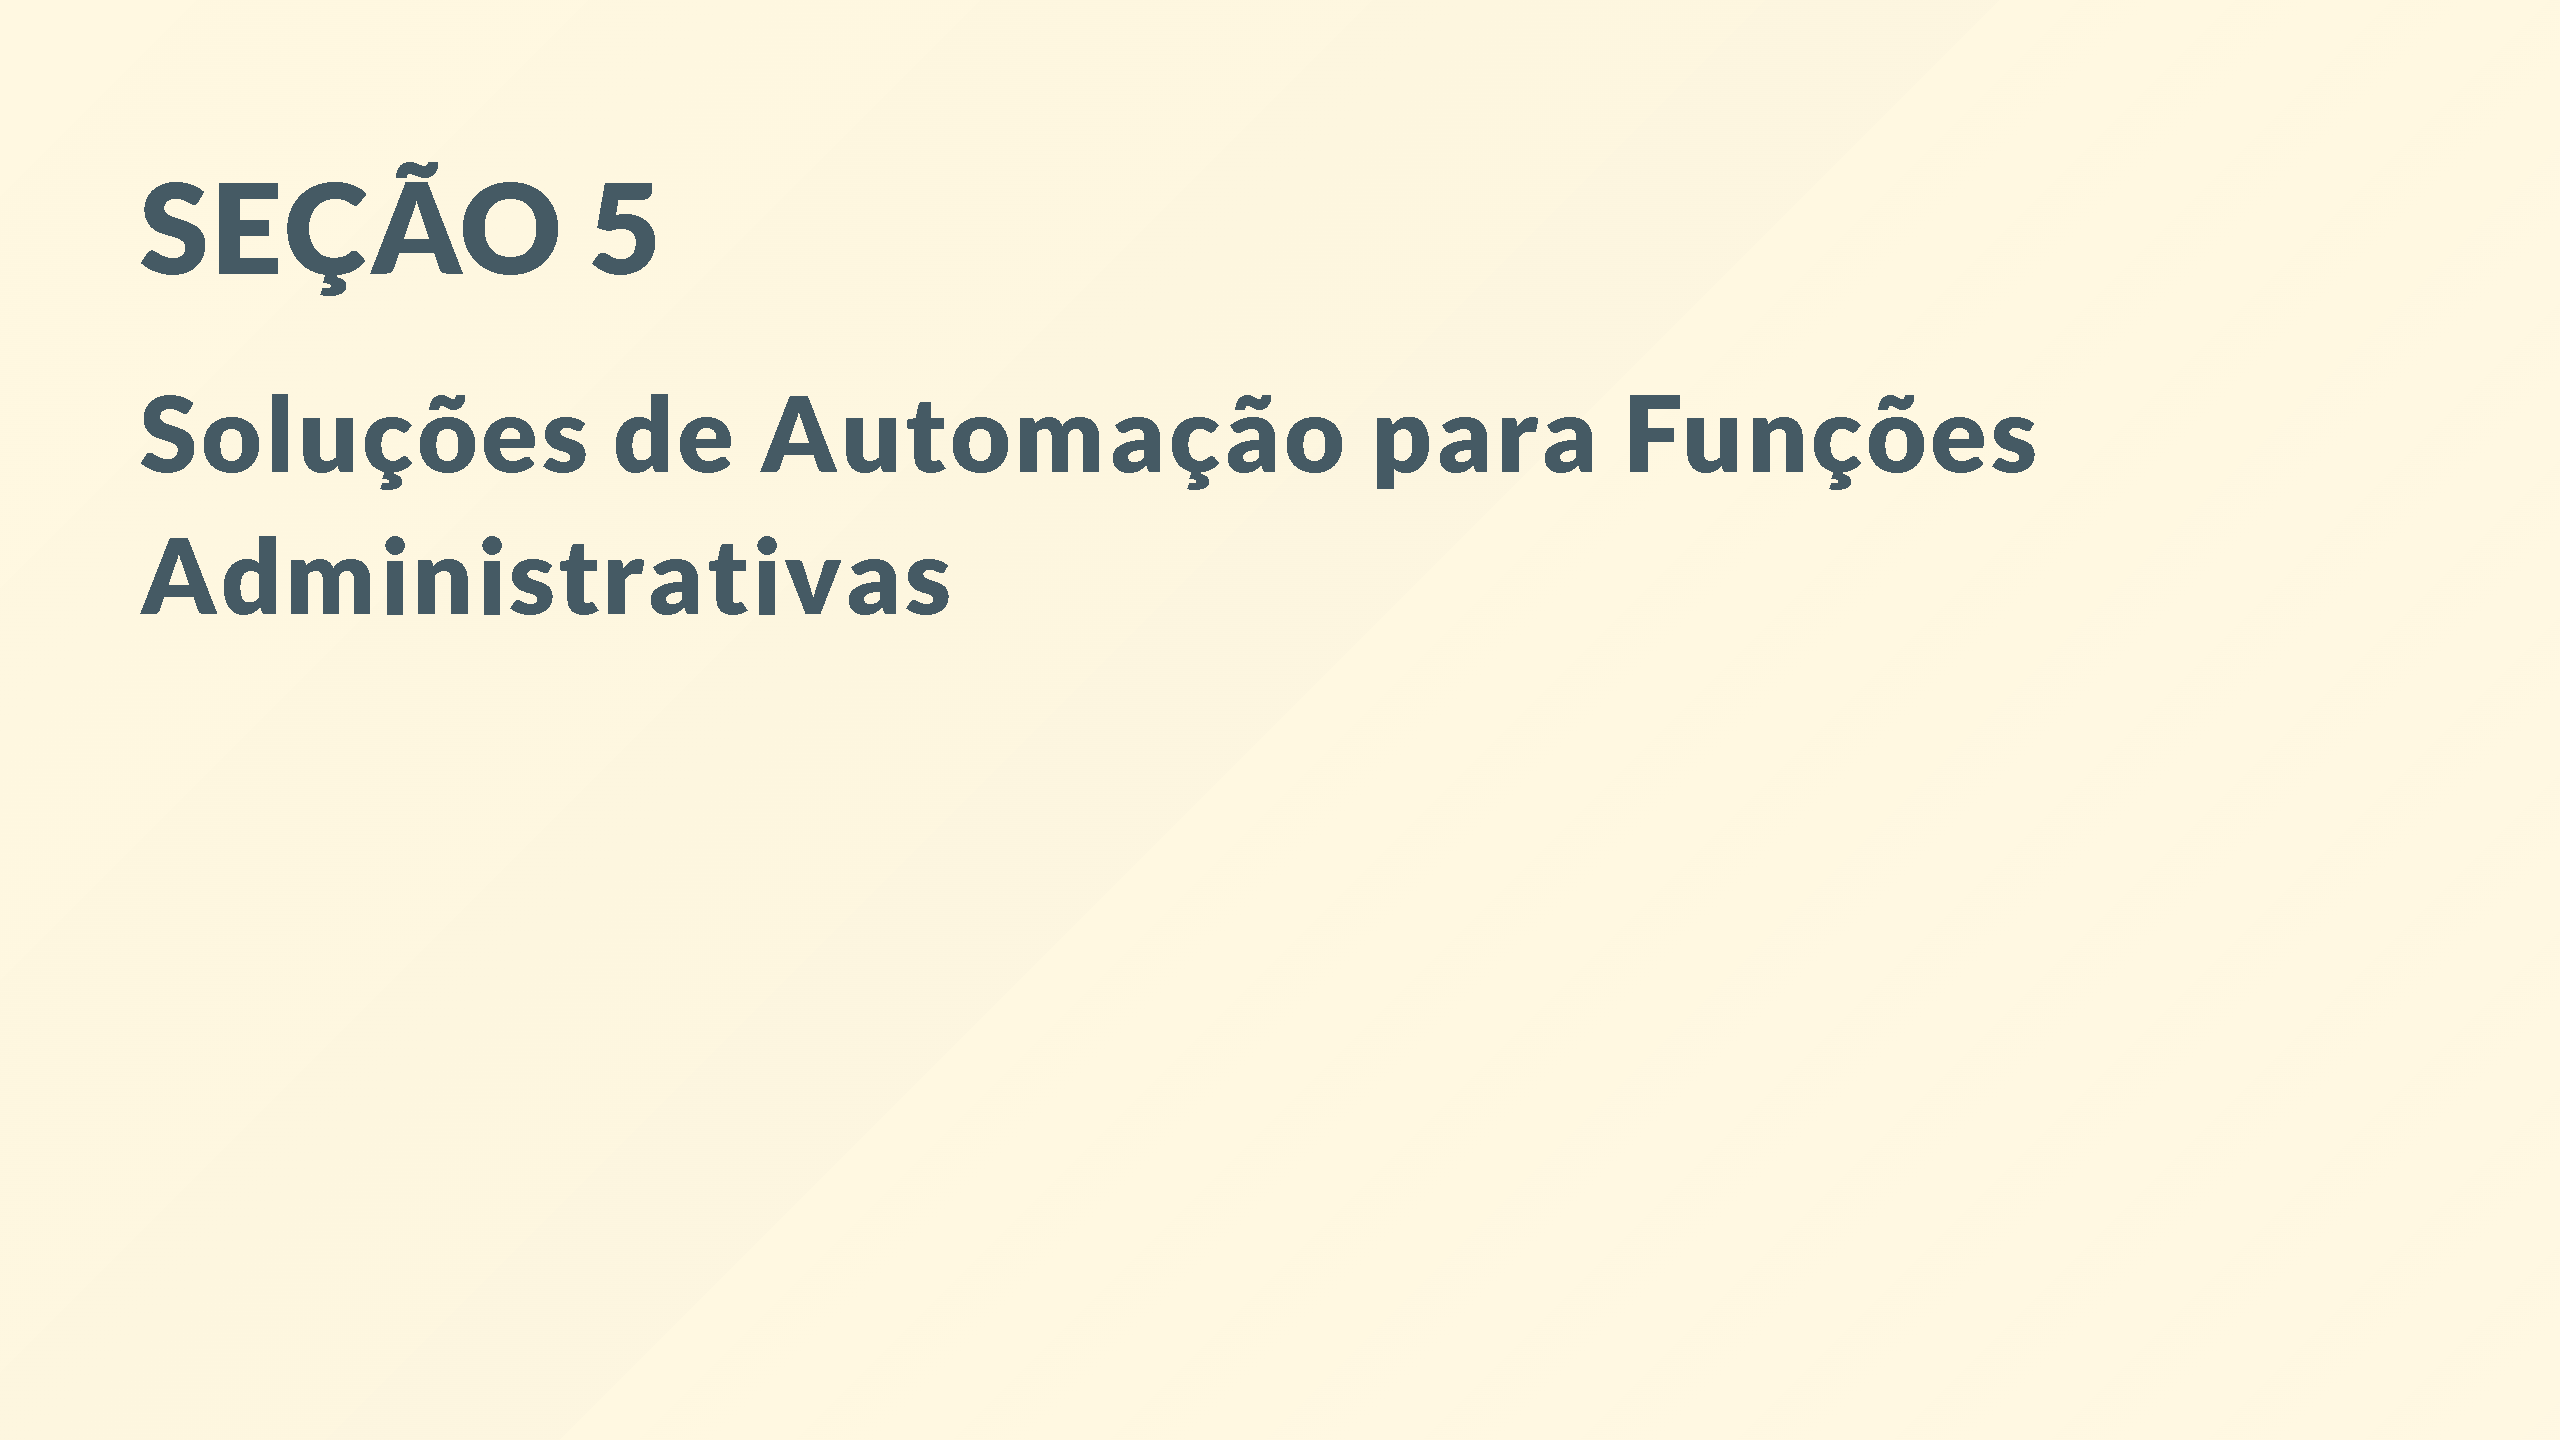 SEÇÃO 5
Soluções de Automação para Funções
Administrativas